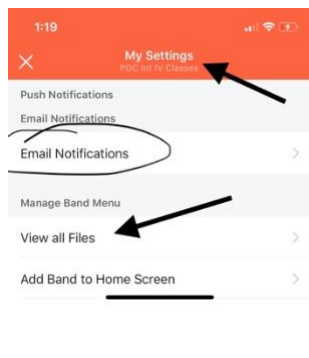 1:19
My Settings
PDC Int IV Classes
Push Notifications
Email Notifications
Email Notifications
Manage Band Menu
View all Files
Add Band to Home Screen